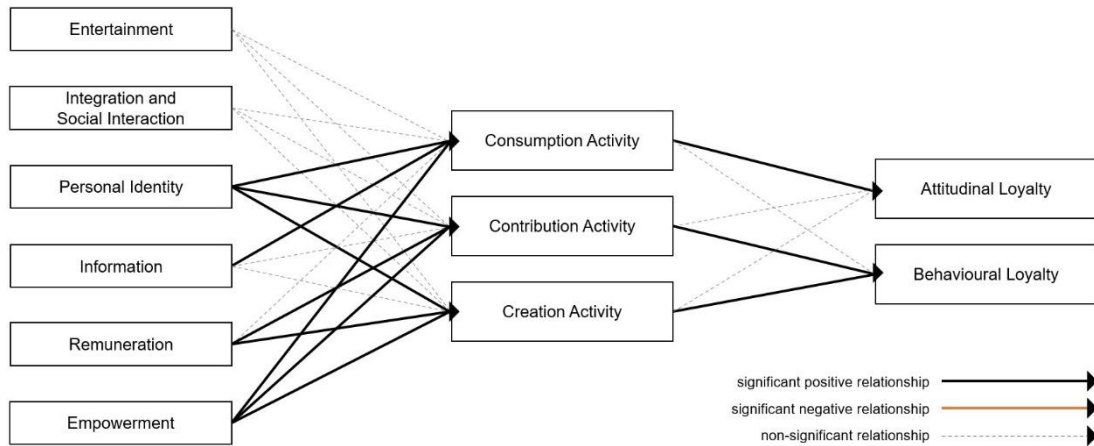 Entertainment
Integration and
Social Interaction
Personal Identity
Information
Remuneration
Empowerment
Consumption Activity
Contribution Activity
Creation Activity
Attitudinal Loyalty
Behavioural Loyalty
significant positive relationship
significant negative relationship
non-significant relationship